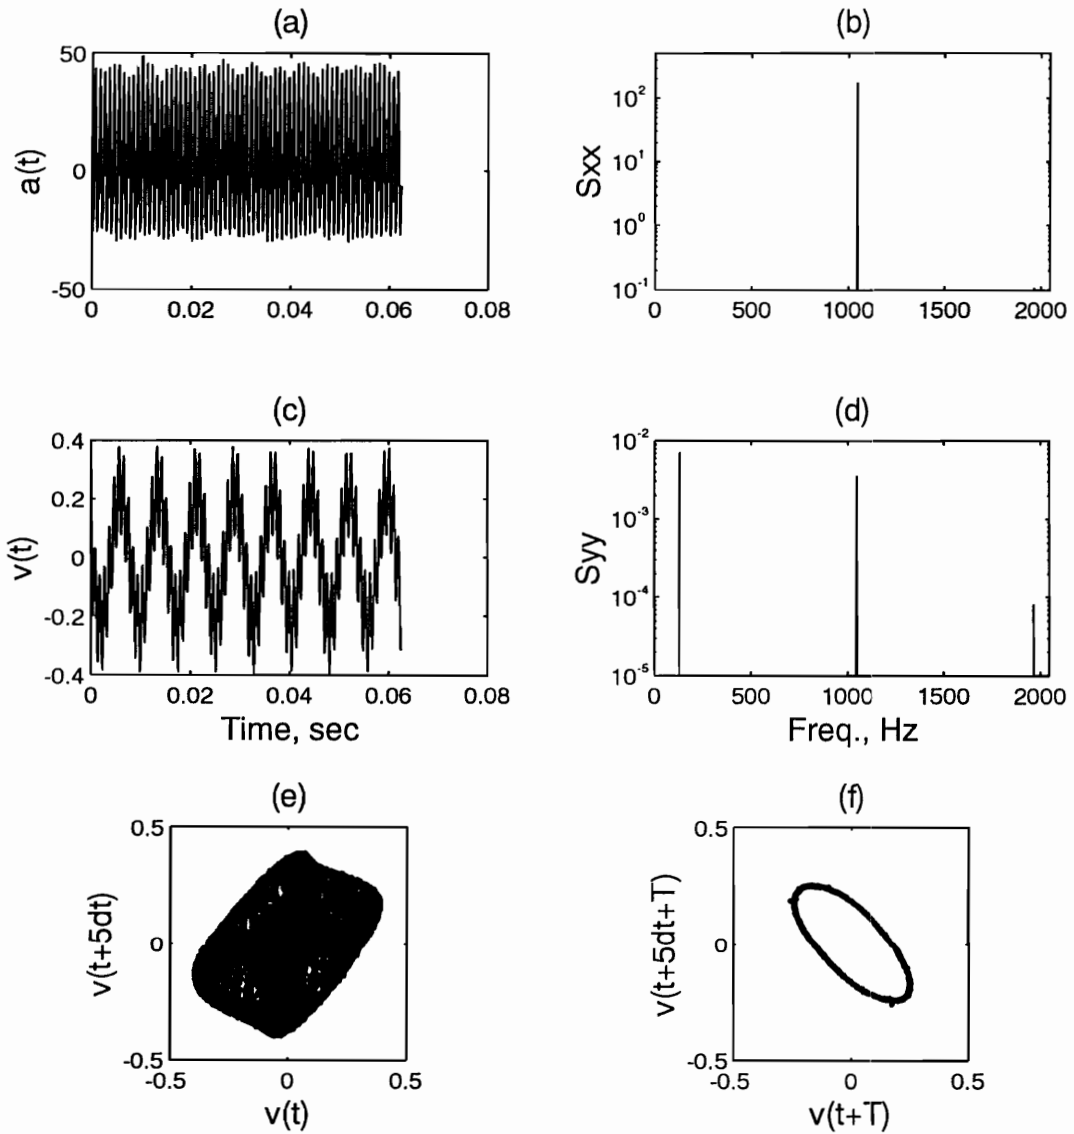 (a)
50
0
-50
a(t)
0 0.02 0.04 0.06 0.08
(b)
10²
10¹
10⁰
10⁻¹
Sxx
0 500 1000 1500 2000
(c)
0.4
0.2
0
-0.2
-0.4
v(t)
0 0.02 0.04 0.06 0.08
Time, sec
(d)
10⁻²
10⁻³
10⁻⁴
10⁻⁵
Syy
0 500 1000 1500 2000
Freq., Hz
(e)
0.5
0
-0.5
v(t+5dt)
-0.5 0 0.5
v(t)
(f)
0.5
0
-0.5
v(t+5dt+T)
-0.5 0 0.5
v(t+T)